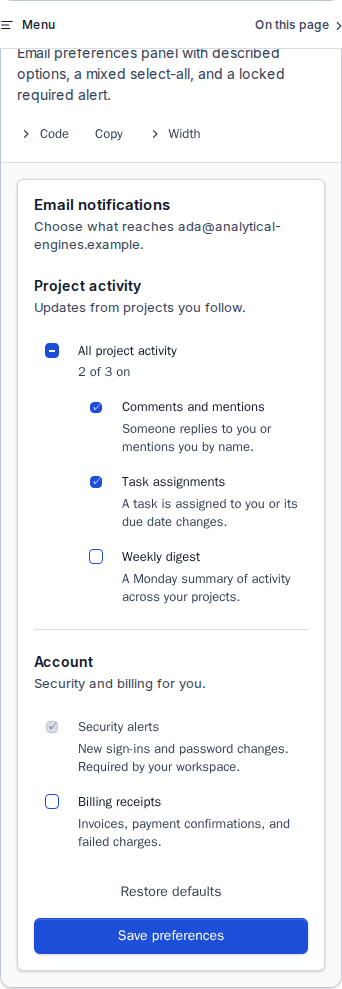 Menu
On this page
Email preferences panel with described
options, a mixed select-all, and a locked
required alert.
Code
Copy
Width
Email notifications
Choose what reaches ada@analytical-
engines.example.
Project activity
Updates from projects you follow.
All project activity
2 of 3 on
Comments and mentions
Someone replies to you or
mentions you by name.
Task assignments
A task is assigned to you or its
due date changes.
Weekly digest
A Monday summary of activity
across your projects.
Account
Security and billing for you.
Security alerts
New sign-ins and password changes.
Required by your workspace.
Billing receipts
Invoices, payment confirmations, and
failed charges.
Restore defaults
Save preferences